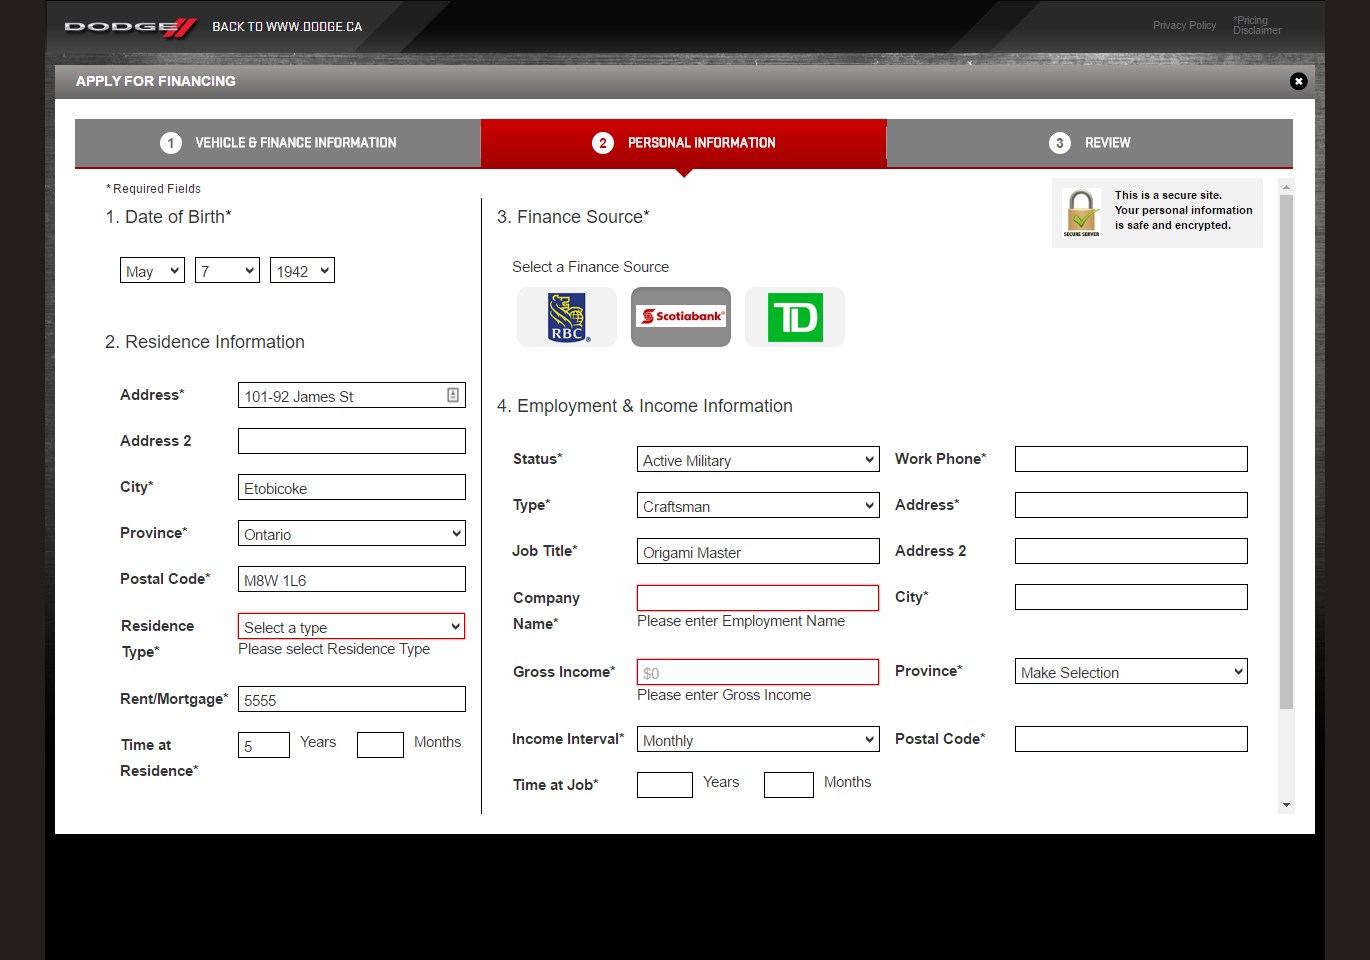 DODGE
BACK TO WWW.DODGE.CA
Privacy Policy
*Pricing
Disclaimer
APPLY FOR FINANCING
1 VEHICLE & FINANCE INFORMATION
2 PERSONAL INFORMATION
3 REVIEW
* Required Fields
1. Date of Birth*
May 7 1942
2. Residence Information
Address* 101-92 James St
Address 2
City* Etobicoke
Province* Ontario
Postal Code* M8W 1L6
Residence
Type*
Select a type
Please select Residence Type
Rent/Mortgage* 5555
Time at
Residence*
5 Years Months
3. Finance Source*
Select a Finance Source
RBC®
Scotiabank®
TD
This is a secure site.
Your personal information
is safe and encrypted.
SECURE SERVER
4. Employment & Income Information
Status* Active Military
Type* Craftsman
Job Title* Origami Master
Company
Name*
Please enter Employment Name
Gross Income* $0
Please enter Gross Income
Income Interval* Monthly
Time at Job* Years Months
Work Phone*
Address*
Address 2
City*
Province* Make Selection
Postal Code*